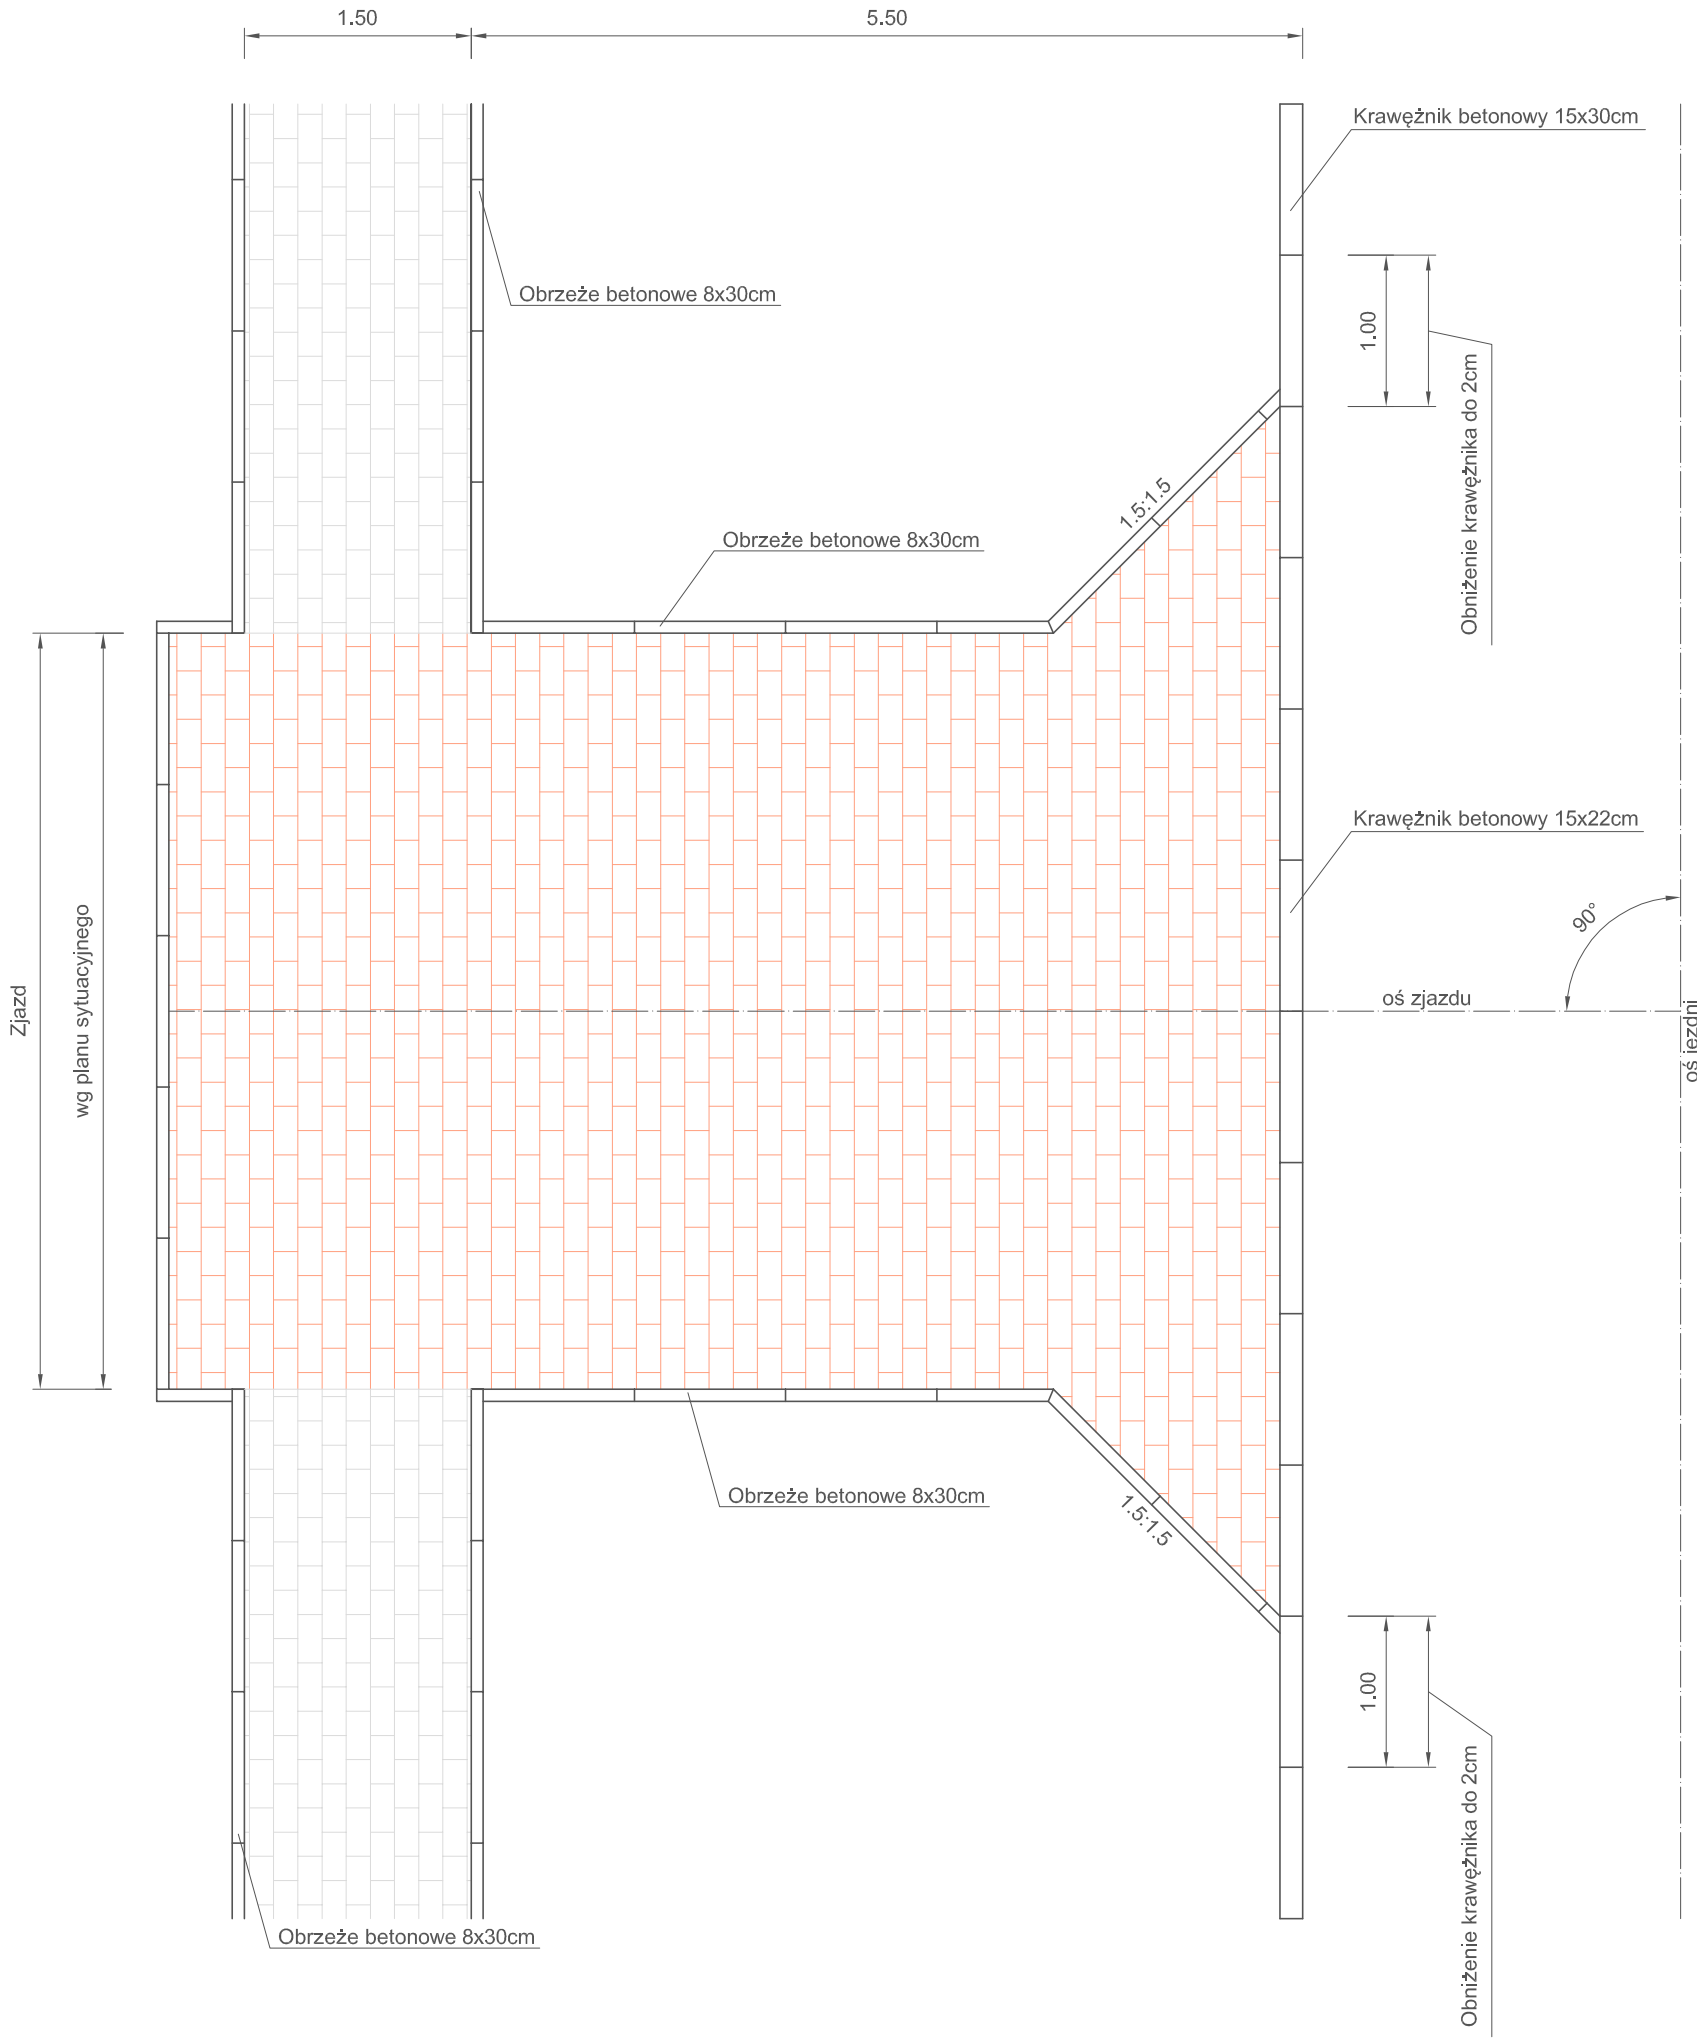 1.50
5.50
Krawężnik betonowy 15x30cm
Obrzeże betonowe 8x30cm
1.00
Obniżenie krawężnika do 2cm
1.5:1.5
Obrzeże betonowe 8x30cm
Krawężnik betonowy 15x22cm
90°
oś zjazdu
oś jezdni
Zjazd
wg planu sytuacyjnego
Obrzeże betonowe 8x30cm
1.5:1.5
1.00
Obniżenie krawężnika do 2cm
Obrzeże betonowe 8x30cm